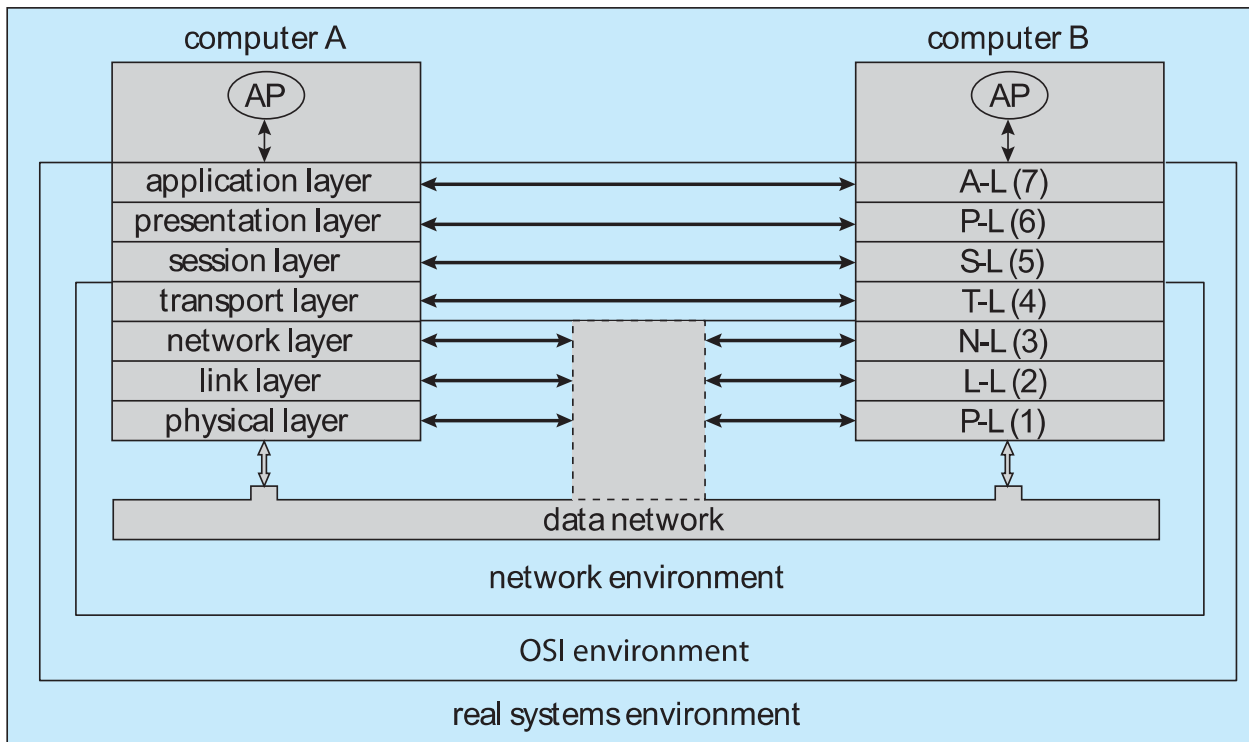 computer A
computer B
AP
AP
application layer
A-L (7)
presentation layer
P-L (6)
session layer
S-L (5)
transport layer
T-L (4)
network layer
N-L (3)
link layer
L-L (2)
physical layer
P-L (1)
data network
network environment
OSI environment
real systems environment